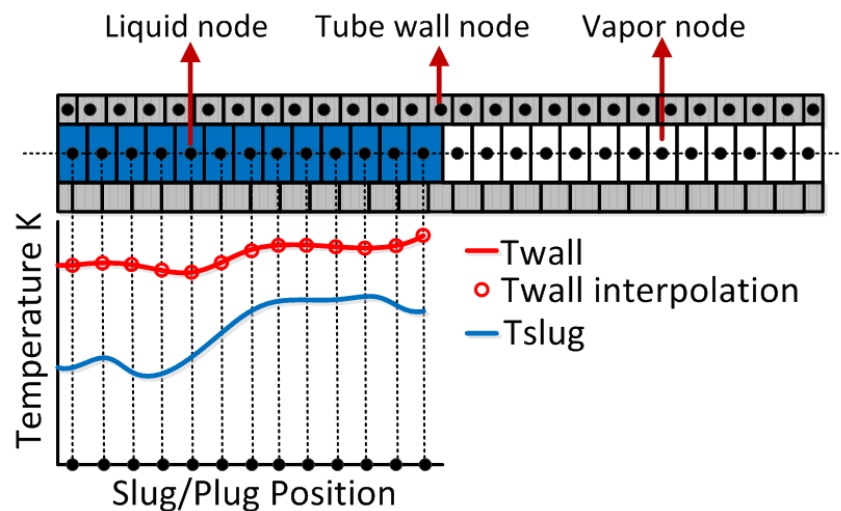 Liquid node
Tube wall node
Vapor node
Temperature K
Twall
Twall interpolation
Tslug
Slug/Plug Position